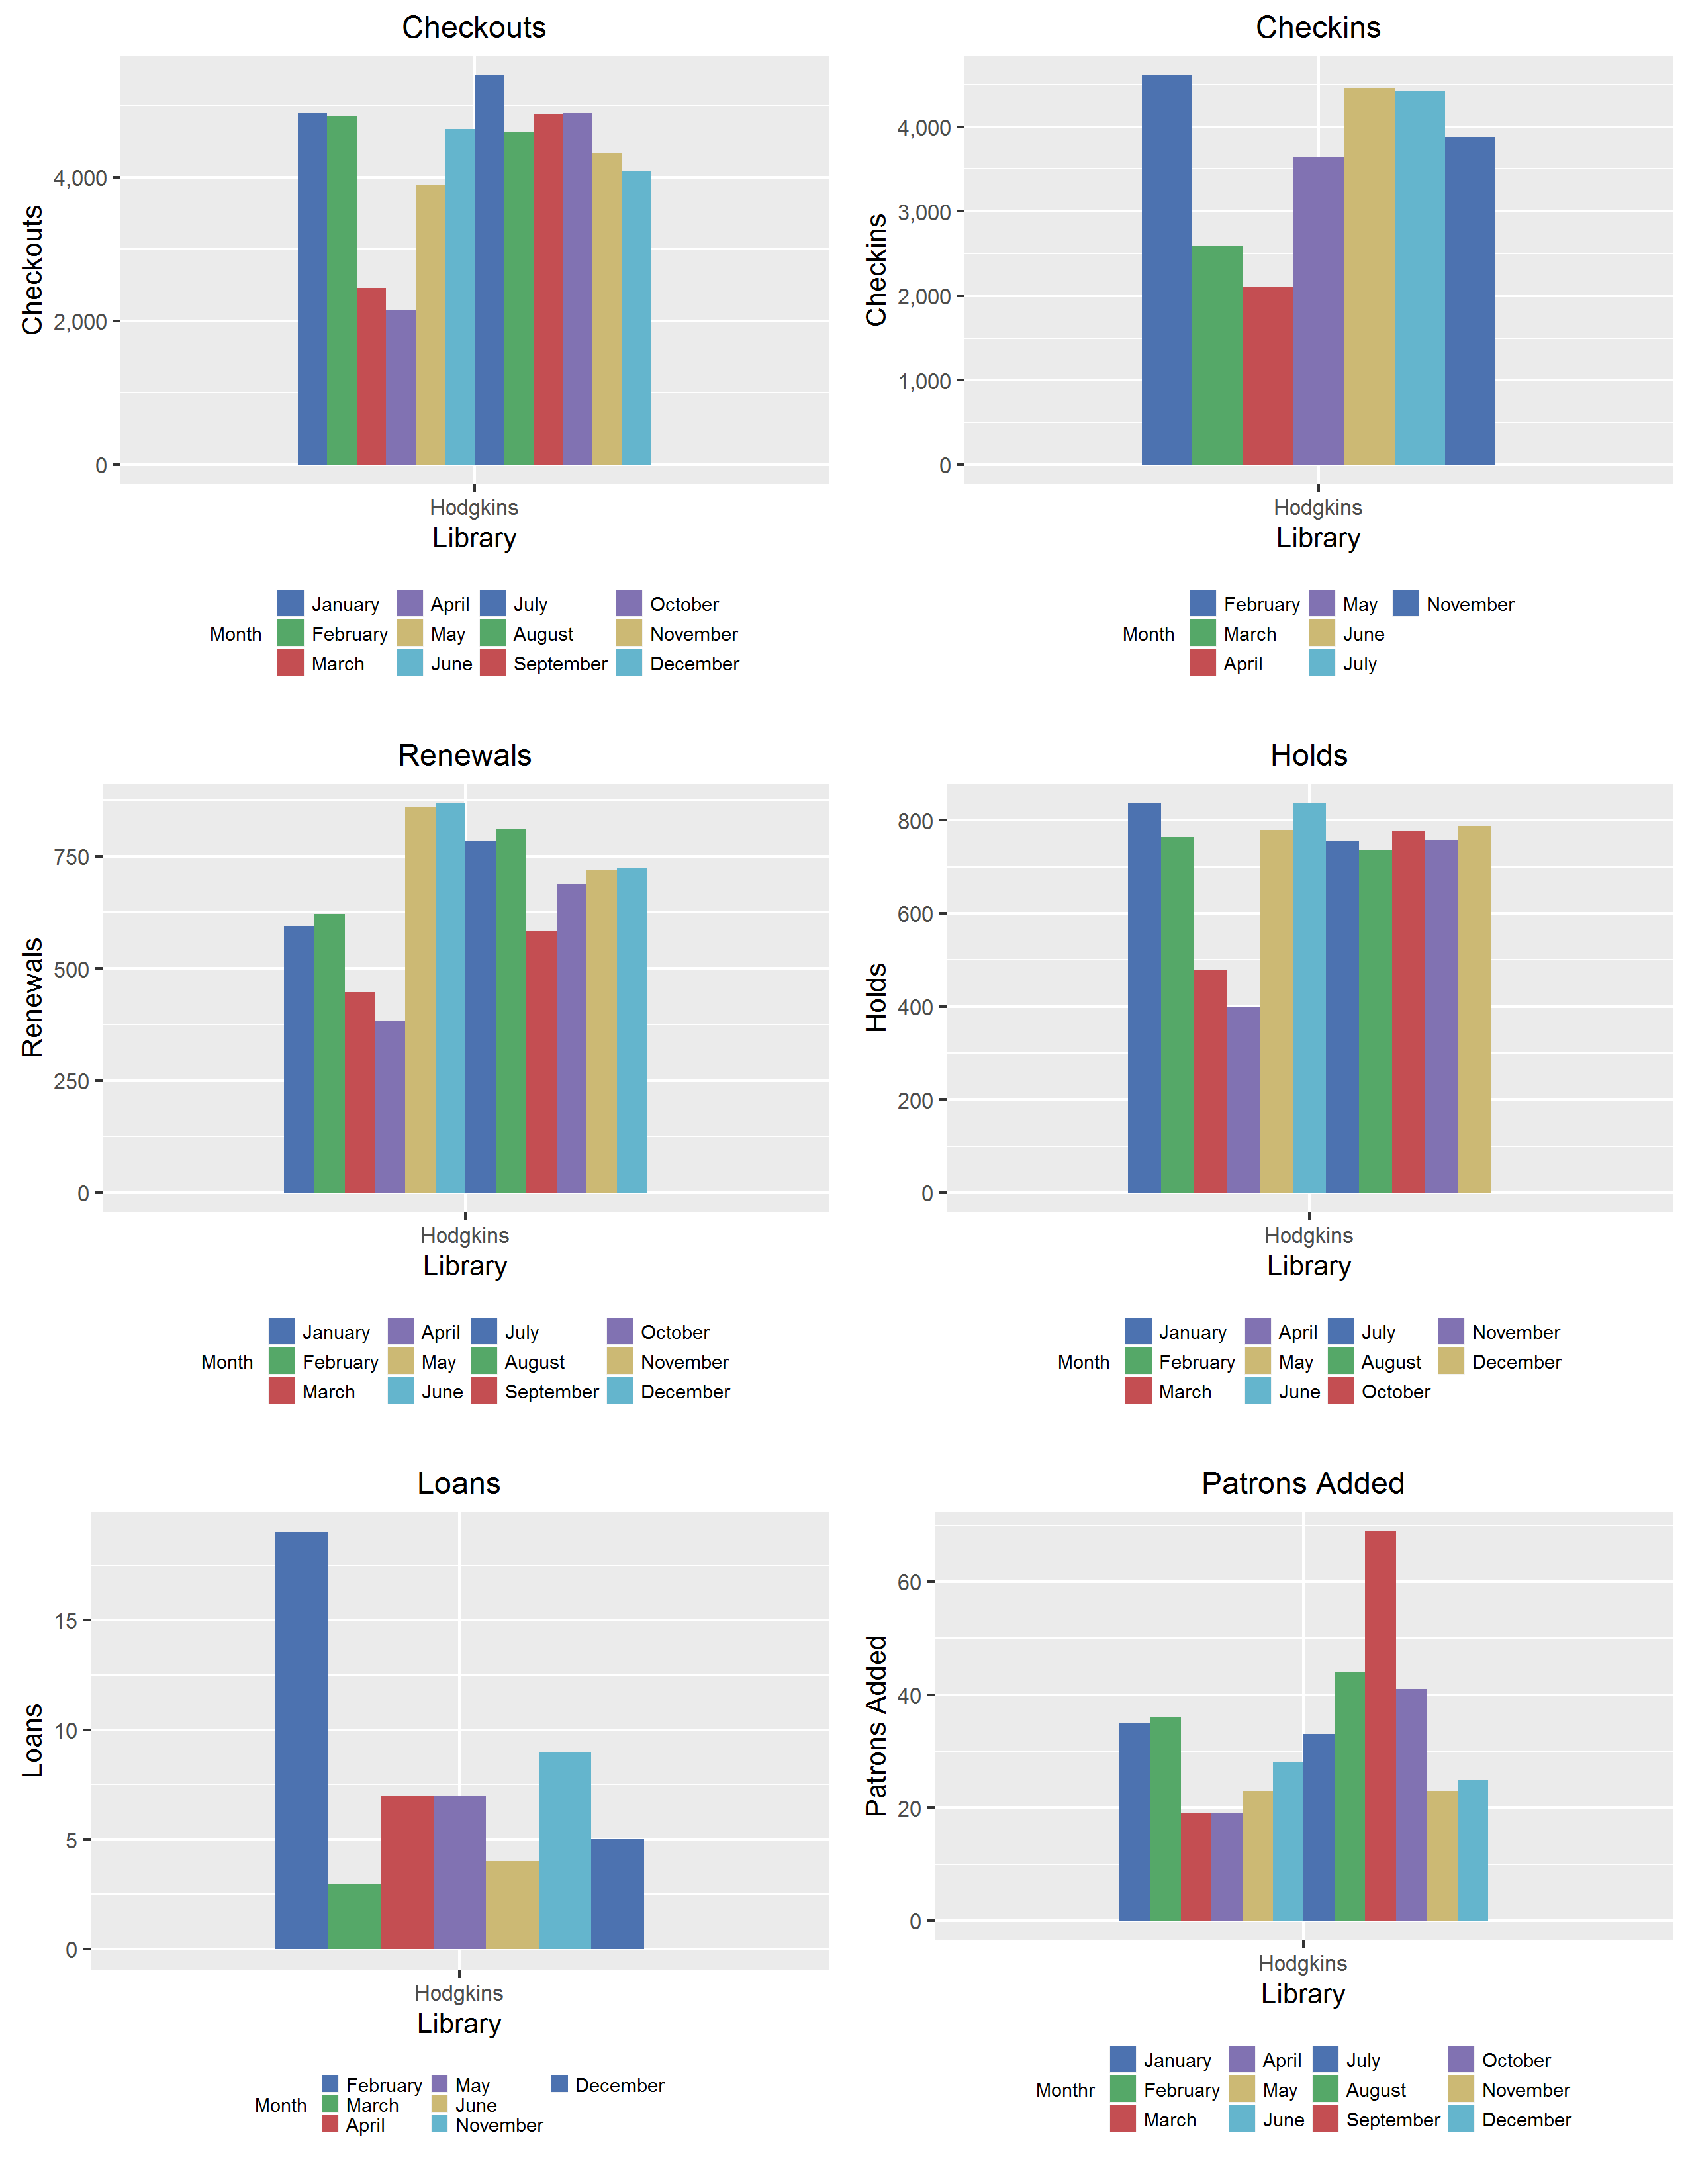 Checkouts
Checkouts
4,000
2,000
0
Hodgkins
Library
Month
January
February
March
April
May
June
July
August
September
October
November
December
Checkins
Checkins
4,000
3,000
2,000
1,000
0
Hodgkins
Library
Month
February
March
April
May
June
July
November
Renewals
Renewals
750
500
250
0
Hodgkins
Library
Month
January
February
March
April
May
June
July
August
September
October
November
December
Holds
Holds
800
600
400
200
0
Hodgkins
Library
Month
January
February
March
April
May
June
July
August
October
November
December
Loans
Loans
15
10
5
0
Hodgkins
Library
Month
February
March
April
May
June
November
December
Patrons Added
Patrons Added
60
40
20
0
Hodgkins
Library
Monthr
January
February
March
April
May
June
July
August
September
October
November
December